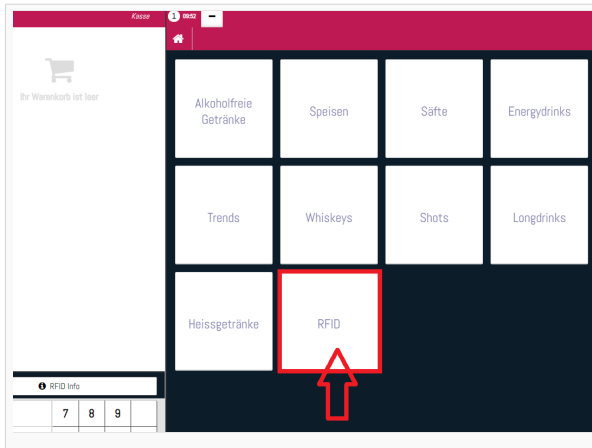 Kasse
1 09:52 −
Ihr Warenkorb ist leer
Alkoholfreie
Getränke
Speisen
Säfte
Energydrinks
Trends
Whiskeys
Shots
Longdrinks
Heissgetränke
RFID
RFID Info
7 8 9